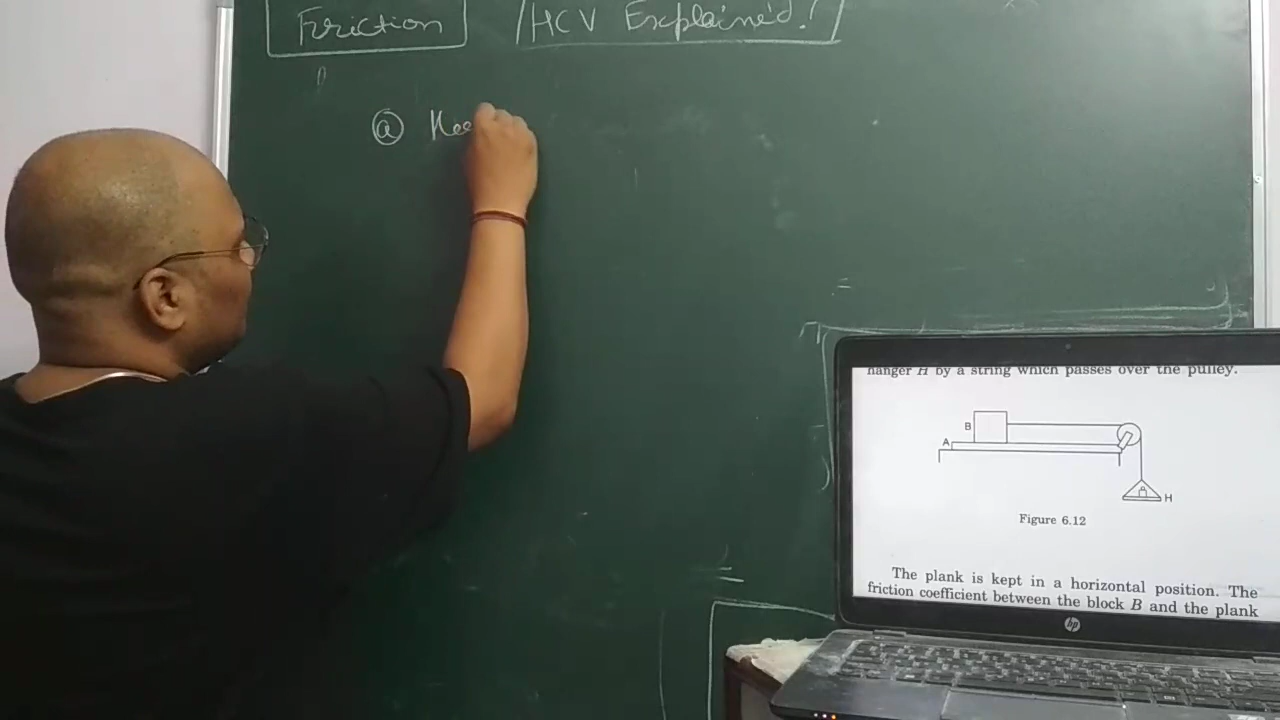 Friction /HCV Explained!
ⓐ Hee
hanger H by a string which passes over the pulley.
B
A
H
Figure 6.12
The plank is kept in a horizontal position. The
friction coefficient between the block B and the plank
hp